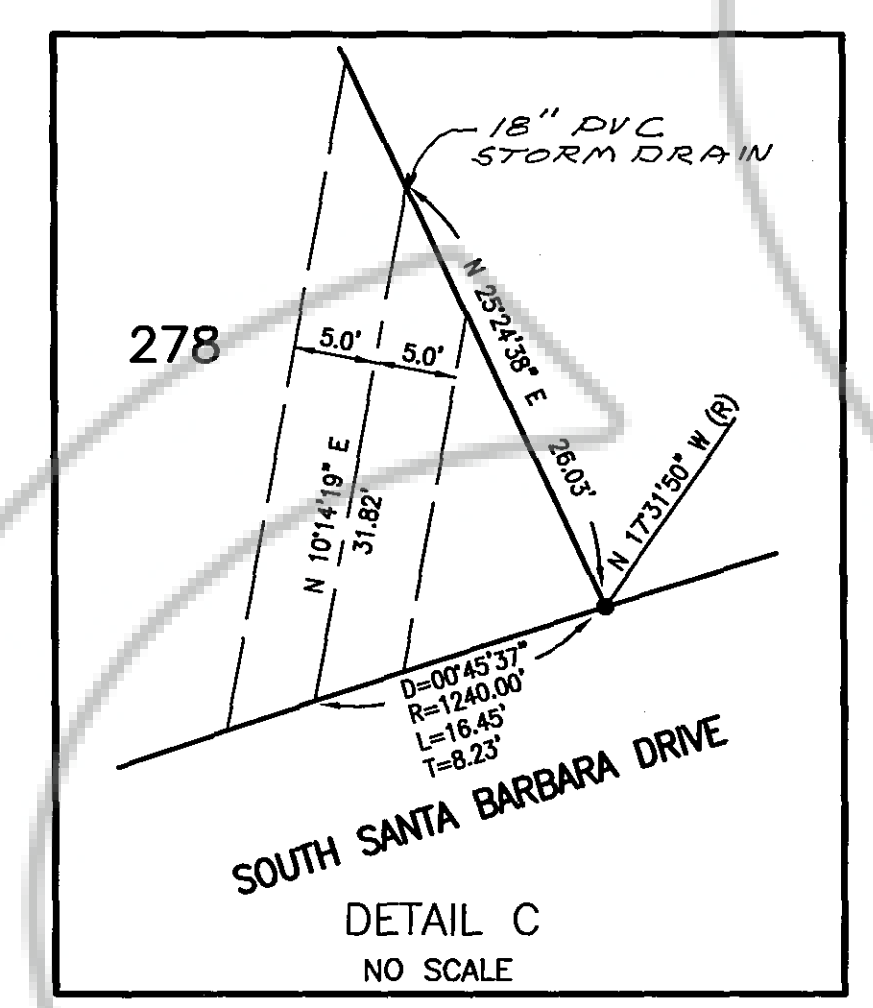 18" PVC
STORM DRAIN
278
5.0'
5.0'
N 25°24'38" E
26.03'
N 10°14'19" E
31.82'
N 17°31'50" W (R)
D=00°45'37"
R=1240.00'
L=16.45'
T=8.23'
SOUTH SANTA BARBARA DRIVE
DETAIL C
NO SCALE